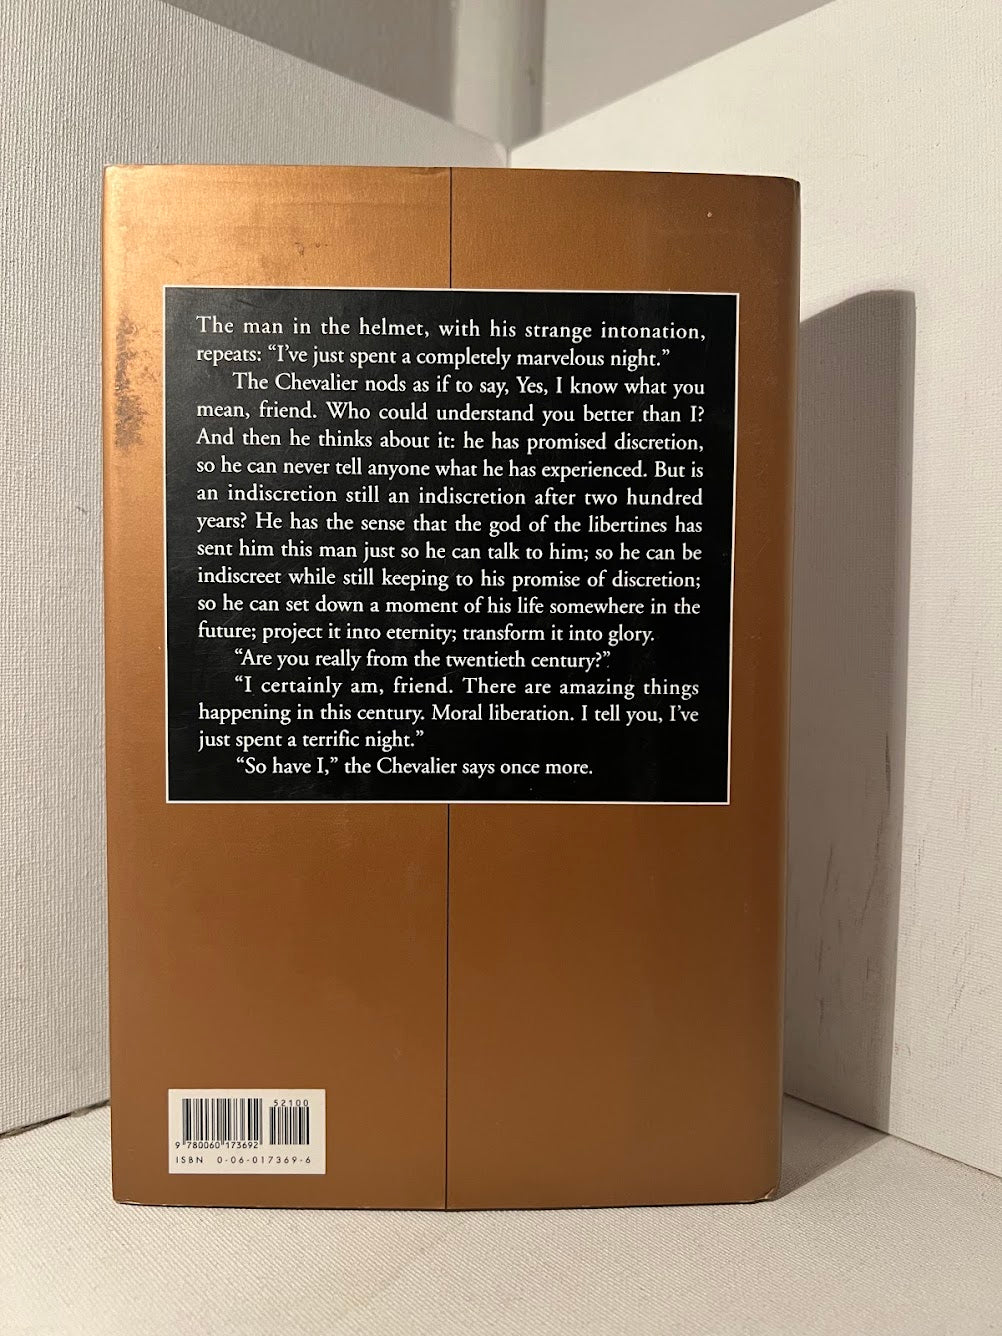 The man in the helmet, with his strange intonation,
repeats: “I’ve just spent a completely marvelous night.”
The Chevalier nods as if to say, Yes, I know what you
mean, friend. Who could understand you better than I?
And then he thinks about it: he has promised discretion,
so he can never tell anyone what he has experienced. But is
an indiscretion still an indiscretion after two hundred
years? He has the sense that the god of the libertines has
sent him this man just so he can talk to him; so he can be
indiscreet while still keeping to his promise of discretion;
so he can set down a moment of his life somewhere in the
future; project it into eternity; transform it into glory.
“Are you really from the twentieth century?”
“I certainly am, friend. There are amazing things
happening in this century. Moral liberation. I tell you, I’ve
just spent a terrific night.”
“So have I,” the Chevalier says once more.
52100
9 780060 173692
ISBN 0-06-017369-6